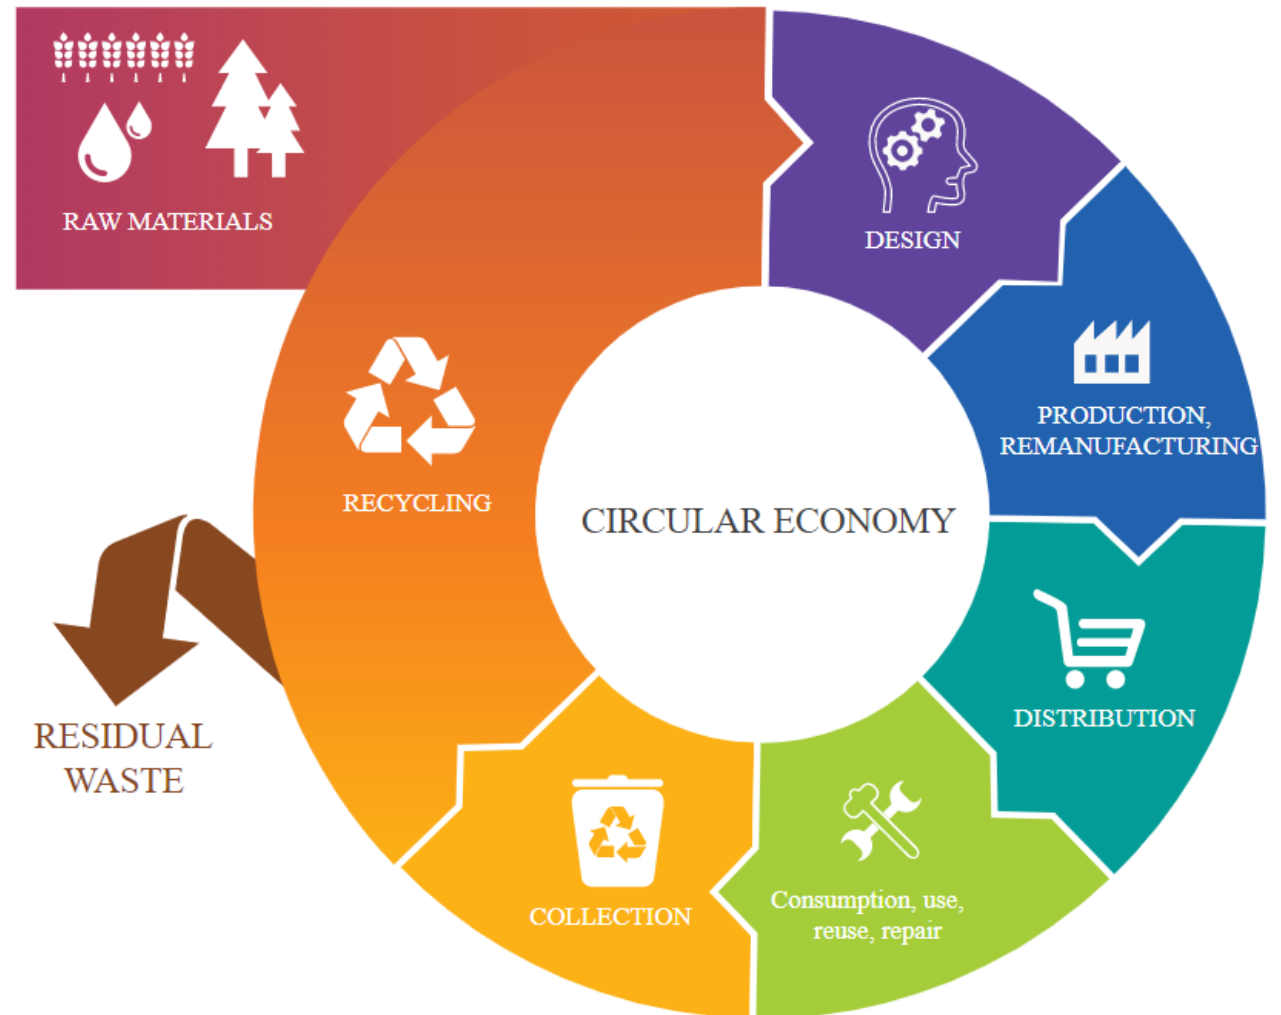 RAW MATERIALS
DESIGN
PRODUCTION,
REMANUFACTURING
RECYCLING
CIRCULAR ECONOMY
DISTRIBUTION
RESIDUAL
WASTE
Consumption, use,
reuse, repair
COLLECTION